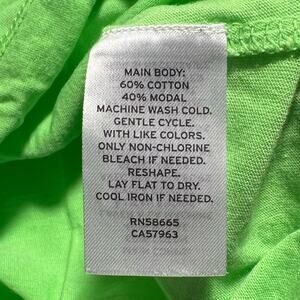 MAIN BODY:
60% COTTON
40% MODAL
MACHINE WASH COLD.
GENTLE CYCLE.
WITH LIKE COLORS.
ONLY NON-CHLORINE
BLEACH IF NEEDED.
RESHAPE.
LAY FLAT TO DRY.
COOL IRON IF NEEDED.
RN58665
CA57963